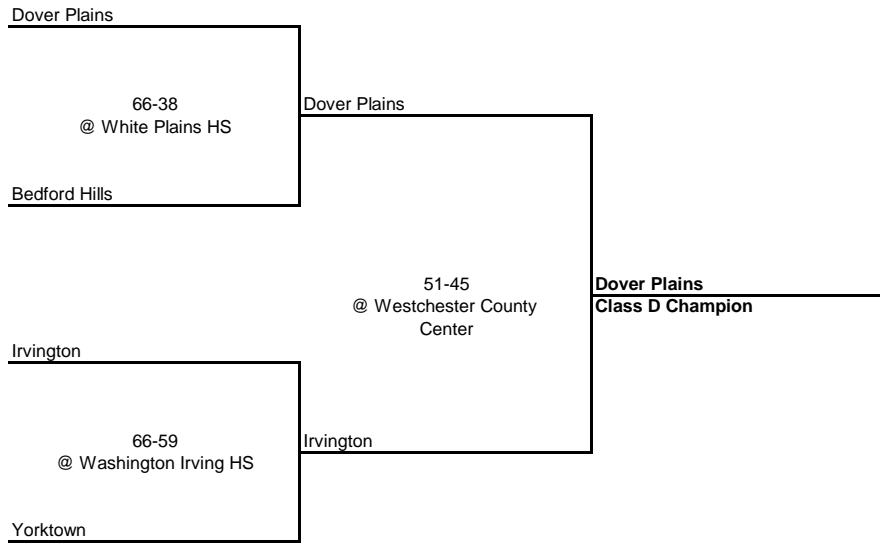 Dover Plains
66-38
@ White Plains HS
Dover Plains
Bedford Hills
51-45
@ Westchester County
Center
Dover Plains
Class D Champion
Irvington
66-59
@ Washington Irving HS
Irvington
Yorktown